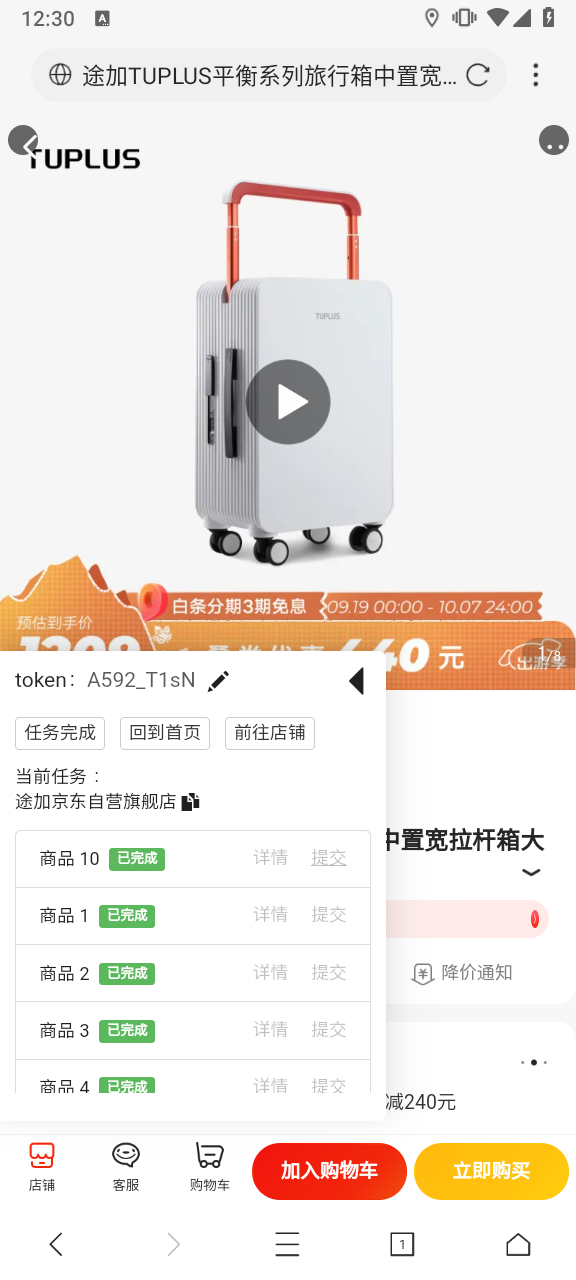 12:30
途加TUPLUS平衡系列旅行箱中置宽...
TUPLUS
TUPLUS
白条分期3期免息 09.19 00:00 - 10.07 24:00
预估到手价
元
出游季
1/8
token: A592_T1sN
任务完成 回到首页 前往店铺
当前任务：
途加京东自营旗舰店
中置宽拉杆箱大
商品 10 已完成 详情 提交
商品 1 已完成 详情 提交
商品 2 已完成 详情 提交
降价通知
商品 3 已完成 详情 提交
商品 4 已完成 详情 提交
减240元
店铺 客服 购物车 加入购物车 立即购买
1